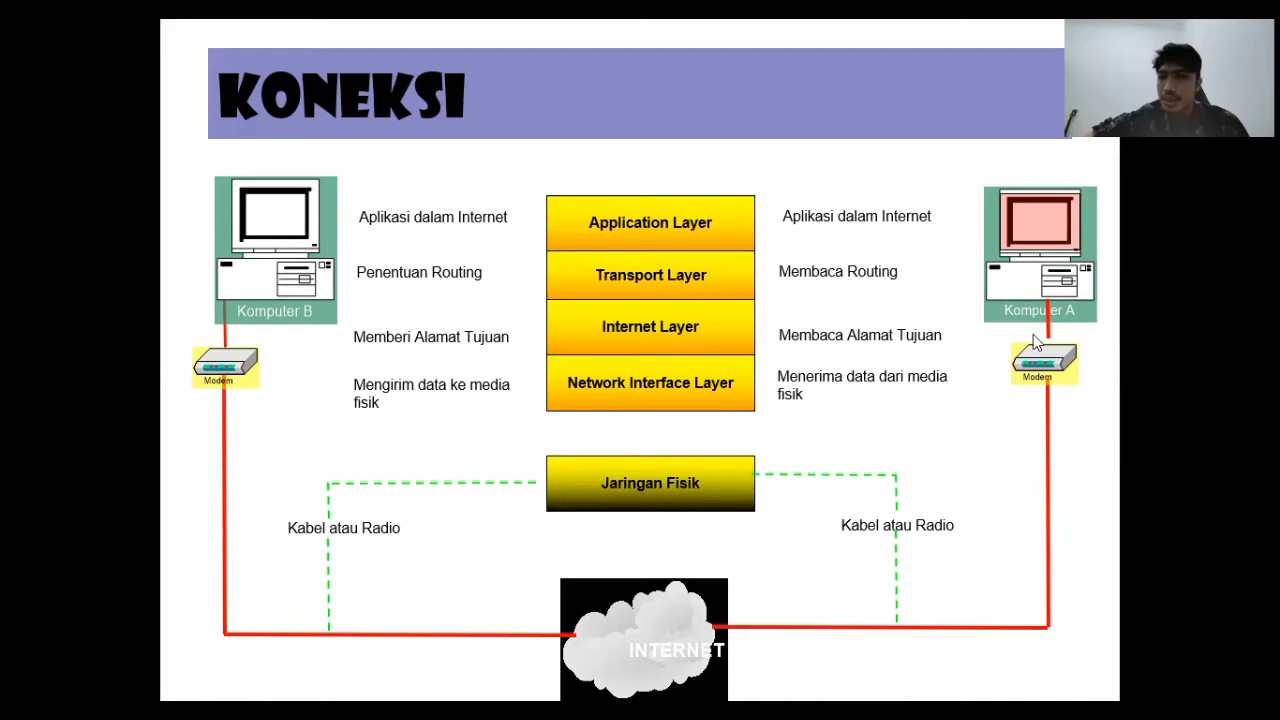 KONEKSI
Aplikasi dalam Internet
Application Layer
Aplikasi dalam Internet
Penentuan Routing
Transport Layer
Membaca Routing
Komputer B
Komputer A
Memberi Alamat Tujuan
Internet Layer
Membaca Alamat Tujuan
Modem
Modem
Mengirim data ke media
fisik
Network Interface Layer
Menerima data dari media
fisik
Jaringan Fisik
Kabel atau Radio
Kabel atau Radio
INTERNET